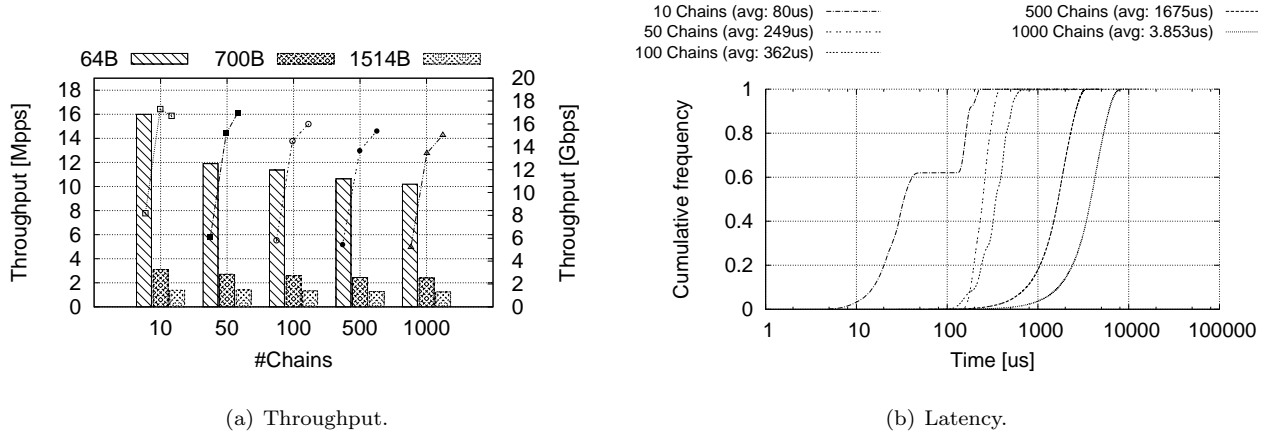 64B 700B 1514B
Throughput [Mpps]
18
16
14
12
10
8
6
4
2
0
20
18
16
14
12
10
8
6
4
2
0
Throughput [Gbps]
10 50 100 500 1000
#Chains
(a) Throughput.
10 Chains (avg: 80us)
50 Chains (avg: 249us)
100 Chains (avg: 362us)
500 Chains (avg: 1675us)
1000 Chains (avg: 3.853us)
Cumulative frequency
1
0.8
0.6
0.4
0.2
0
1 10 100 1000 10000 100000
Time [us]
(b) Latency.